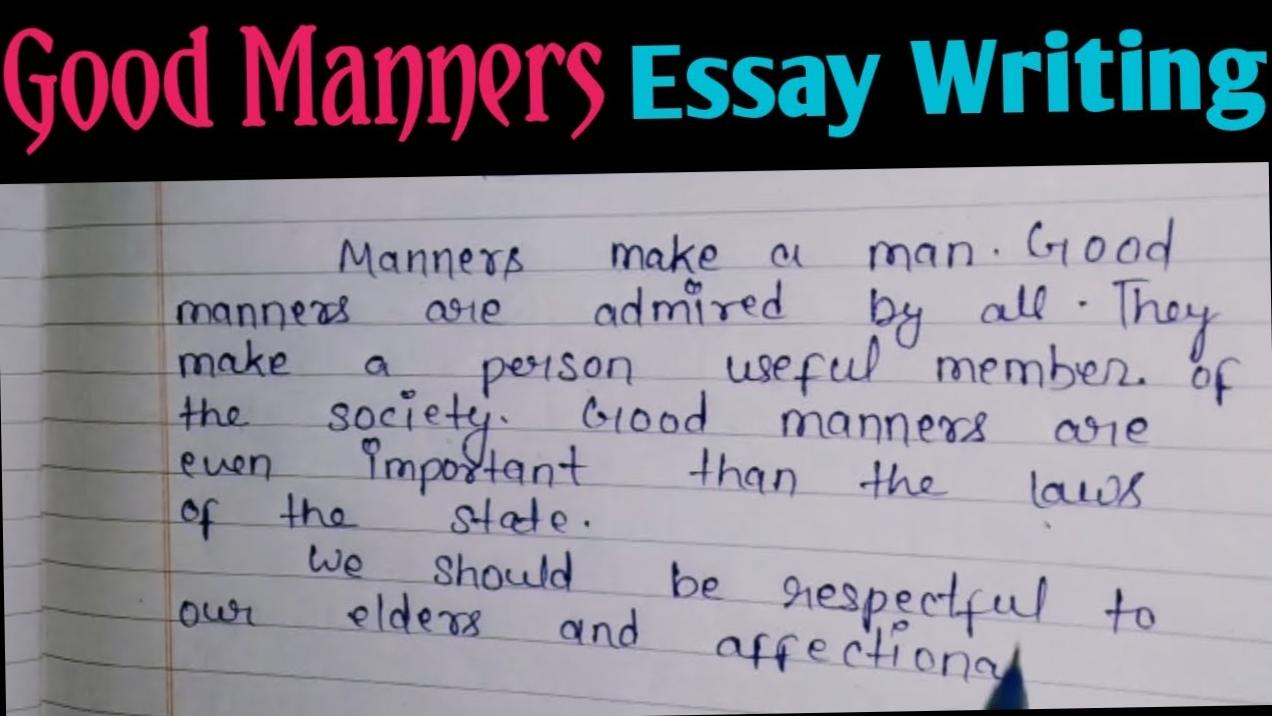 Good Manners Essay Writing
Manners make a man. Good
manners are admired by all. They
make a person useful member. of
the society. Good manners are
even important than the laws
of the state.
We should be respectful to
our elders and affectiona